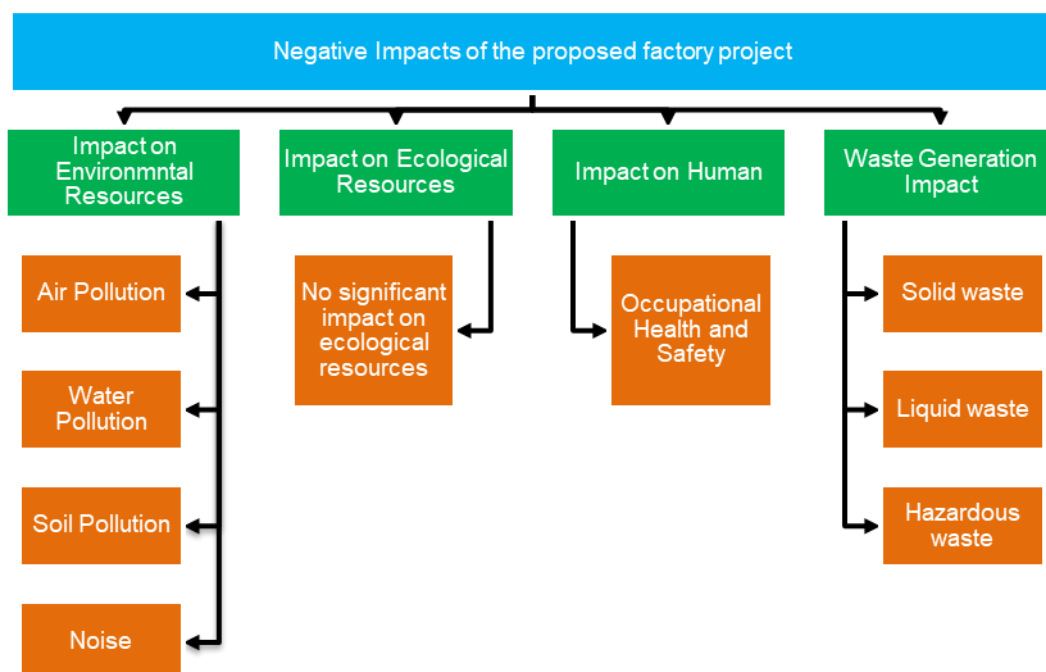 Negative Impacts of the proposed factory project
Impact on
Environmntal
Resources
Impact on Ecological
Resources
Impact on Human
Waste Generation
Impact
Air Pollution
Water
Pollution
Soil Pollution
Noise
No significant
impact on
ecological
resources
Occupational
Health and
Safety
Solid waste
Liquid waste
Hazardous
waste